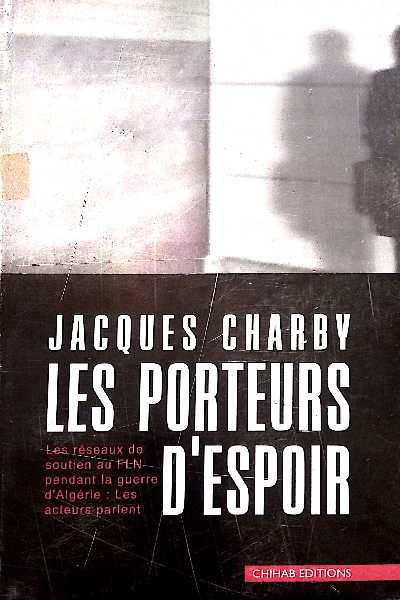 JACQUES CHARBY
LES PORTEURS
D'ESPOIR
Les réseaux de
soutien au FLN
pendant la guerre
d'Algérie : Les
acteurs parlent
CHIHAB EDITIONS